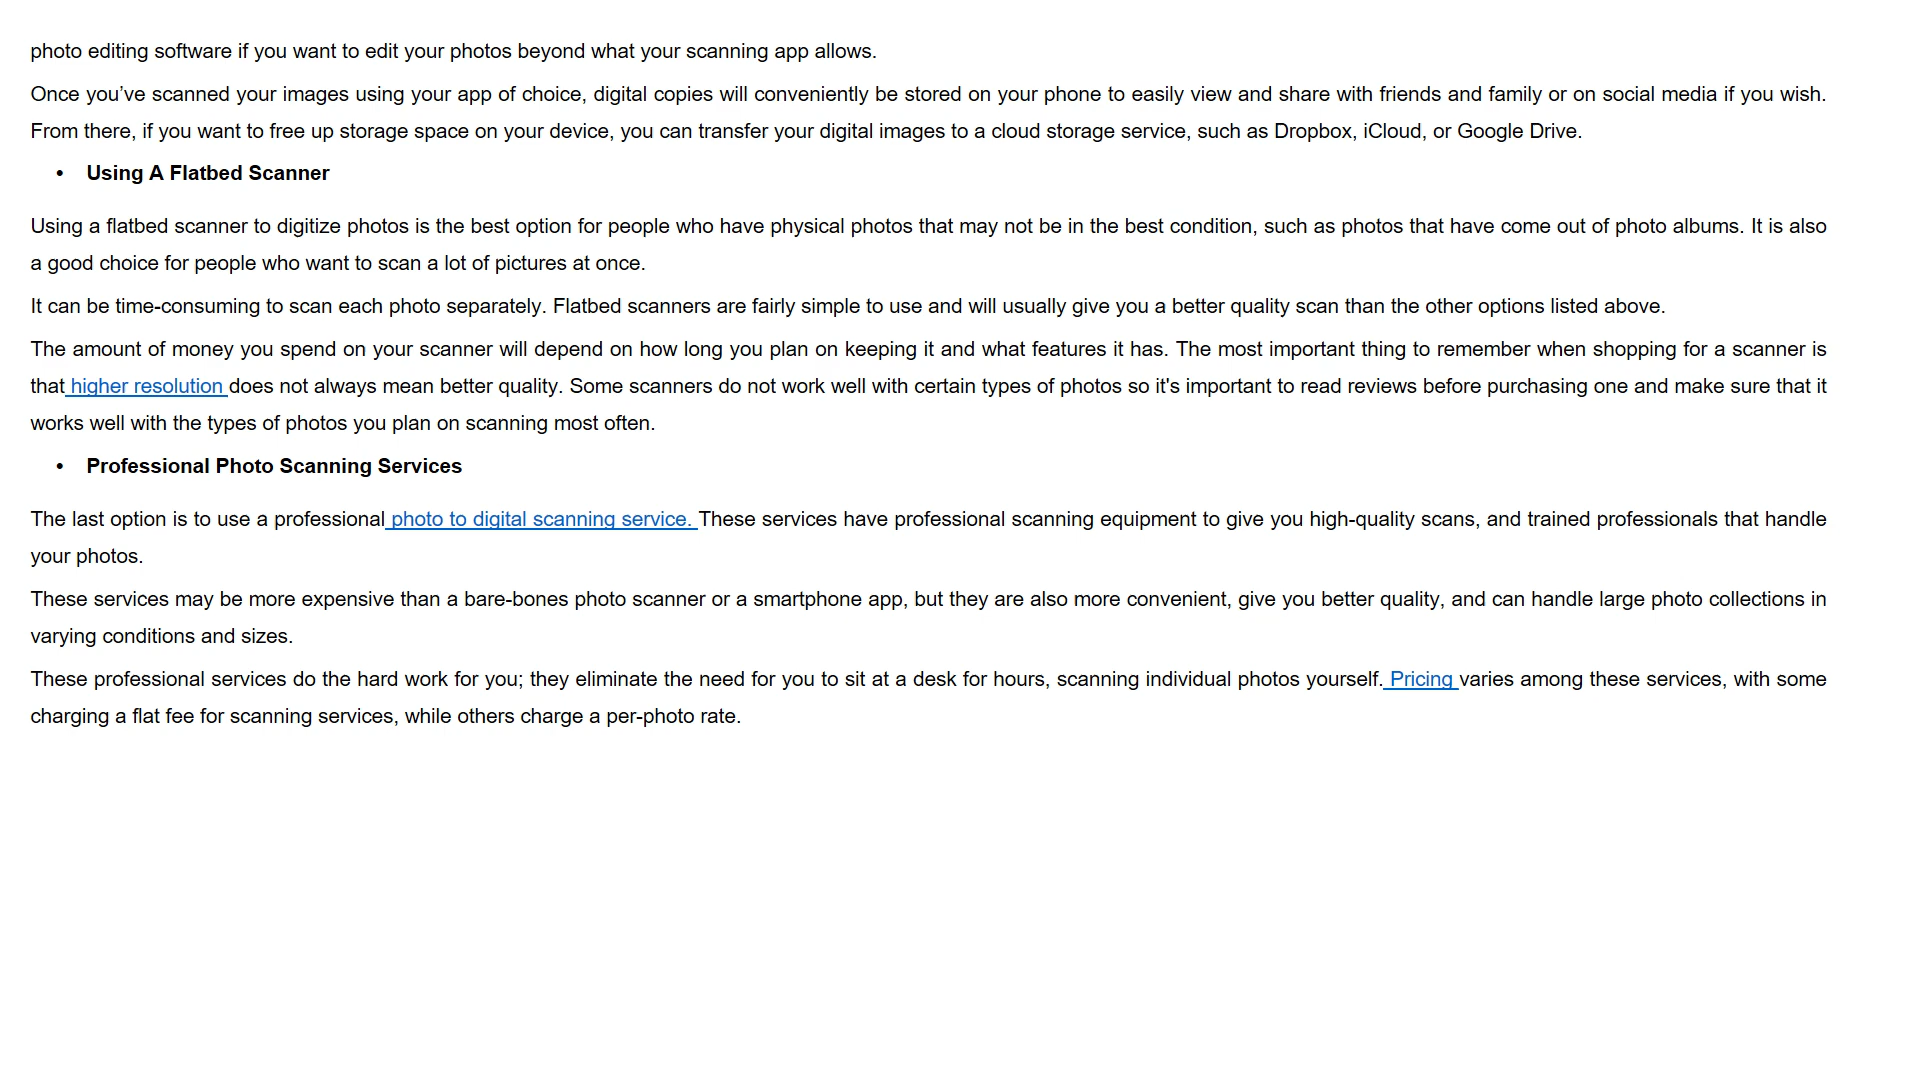 photo editing software if you want to edit your photos beyond what your scanning app allows.
Once you’ve scanned your images using your app of choice, digital copies will conveniently be stored on your phone to easily view and share with friends and family or on social media if you wish.
From there, if you want to free up storage space on your device, you can transfer your digital images to a cloud storage service, such as Dropbox, iCloud, or Google Drive.
• Using A Flatbed Scanner
Using a flatbed scanner to digitize photos is the best option for people who have physical photos that may not be in the best condition, such as photos that have come out of photo albums. It is also
a good choice for people who want to scan a lot of pictures at once.
It can be time-consuming to scan each photo separately. Flatbed scanners are fairly simple to use and will usually give you a better quality scan than the other options listed above.
The amount of money you spend on your scanner will depend on how long you plan on keeping it and what features it has. The most important thing to remember when shopping for a scanner is
that higher resolution does not always mean better quality. Some scanners do not work well with certain types of photos so it's important to read reviews before purchasing one and make sure that it
works well with the types of photos you plan on scanning most often.
• Professional Photo Scanning Services
The last option is to use a professional photo to digital scanning service. These services have professional scanning equipment to give you high-quality scans, and trained professionals that handle
your photos.
These services may be more expensive than a bare-bones photo scanner or a smartphone app, but they are also more convenient, give you better quality, and can handle large photo collections in
varying conditions and sizes.
These professional services do the hard work for you; they eliminate the need for you to sit at a desk for hours, scanning individual photos yourself. Pricing varies among these services, with some
charging a flat fee for scanning services, while others charge a per-photo rate.